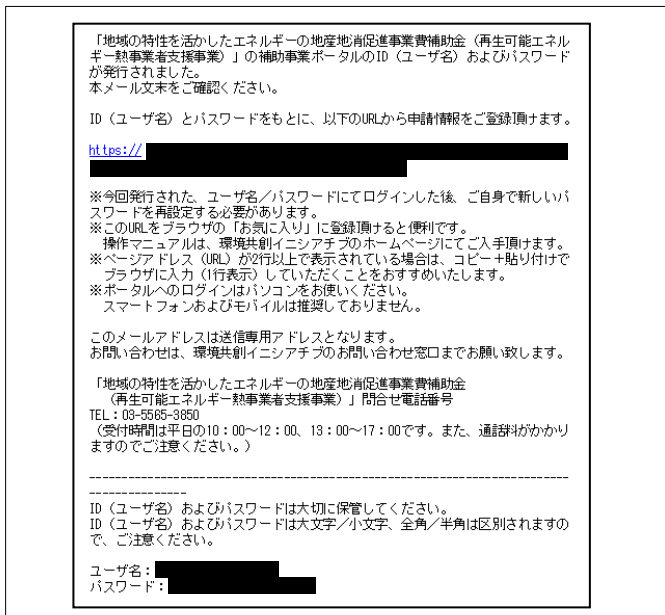 「地域の特性を活かしたエネルギーの地産地消促進事業費補助金（再生可能エネル
ギー熱事業者支援事業）」の補助事業ポータルのID（ユーザ名）およびパスワード
が発行されました。
本メール文末をご確認ください。
ID（ユーザ名）とパスワードをもとに、以下のURLから申請情報をご登録頂けます。
https://
※今回発行された、ユーザ名／パスワードにてログインした後、ご自身で新しいパ
スワードを再設定する必要があります。
※このURLをブラウザの「お気に入り」に登録頂けると便利です。
操作マニュアルは、環境共創イニシアチブのホームページにてご入手頂けます。
※ページアドレス（URL）が2行以上で表示されている場合は、コピー＋貼り付けで
ブラウザに入力（1行表示）していただくことをおすすめいたします。
※ポータルへのログインはパソコンをお使いください。
スマートフォンおよびモバイルは推奨しておりません。
このメールアドレスは送信専用アドレスとなります。
お問い合わせは、環境共創イニシアチブのお問い合わせ窓口までお願い致します。
「地域の特性を活かしたエネルギーの地産地消促進事業費補助金
（再生可能エネルギー熱事業者支援事業）」問合せ電話番号
TEL：03-5565-3850
（受付時間は平日の10：00～12：00、13：00～17：00です。また、通話料がかかり
ますのでご注意ください。）
--------------------------------------------------------------------------
---------------
ID（ユーザ名）およびパスワードは大切に保管してください。
ID（ユーザ名）およびパスワードは大文字／小文字、全角／半角は区別されますの
で、ご注意ください。
ユーザ名：
パスワード：